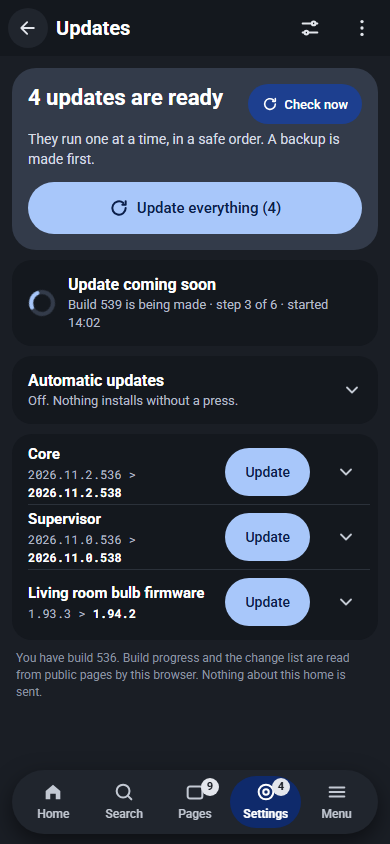 Updates
4 updates are ready
Check now
They run one at a time, in a safe order. A backup is
made first.
Update everything (4)
Update coming soon
Build 539 is being made · step 3 of 6 · started
14:02
Automatic updates
Off. Nothing installs without a press.
Core
2026.11.2.536 >
2026.11.2.538
Update
Supervisor
2026.11.0.536 >
2026.11.0.538
Update
Living room bulb firmware
1.93.3 > 1.94.2
Update
You have build 536. Build progress and the change list are read
from public pages by this browser. Nothing about this home is
sent.
9
4
Home
Search
Pages
Settings
Menu